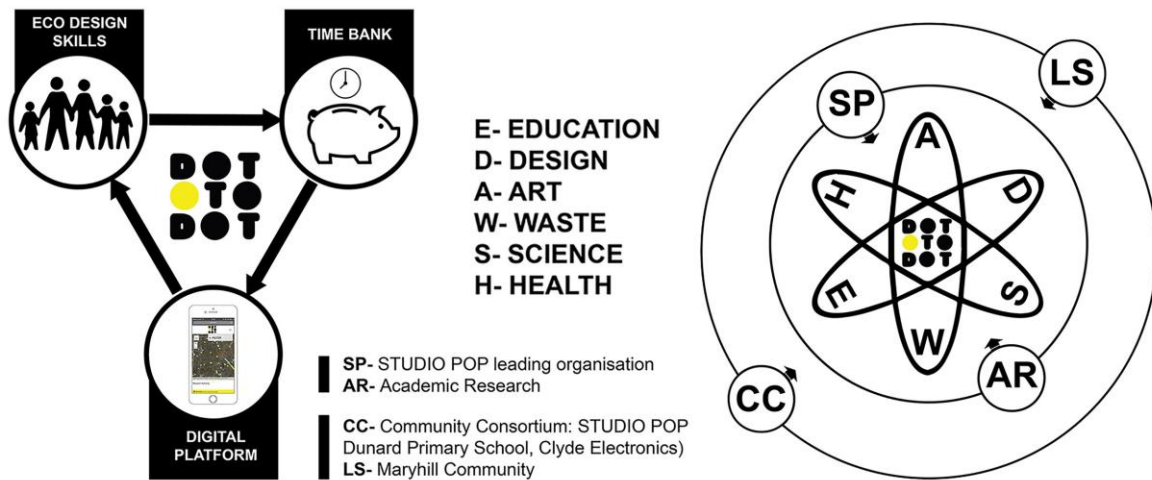 ECO DESIGN
SKILLS
TIME BANK
DOT
OTO
DOT
DIGITAL
PLATFORM
E- EDUCATION
D- DESIGN
A- ART
W- WASTE
S- SCIENCE
H- HEALTH
SP- STUDIO POP leading organisation
AR- Academic Research
CC- Community Consortium: STUDIO POP
Dunard Primary School, Clyde Electronics)
LS- Maryhill Community
LS
SP
A
H
D
DOT
OTO
DOT
E
S
W
AR
CC